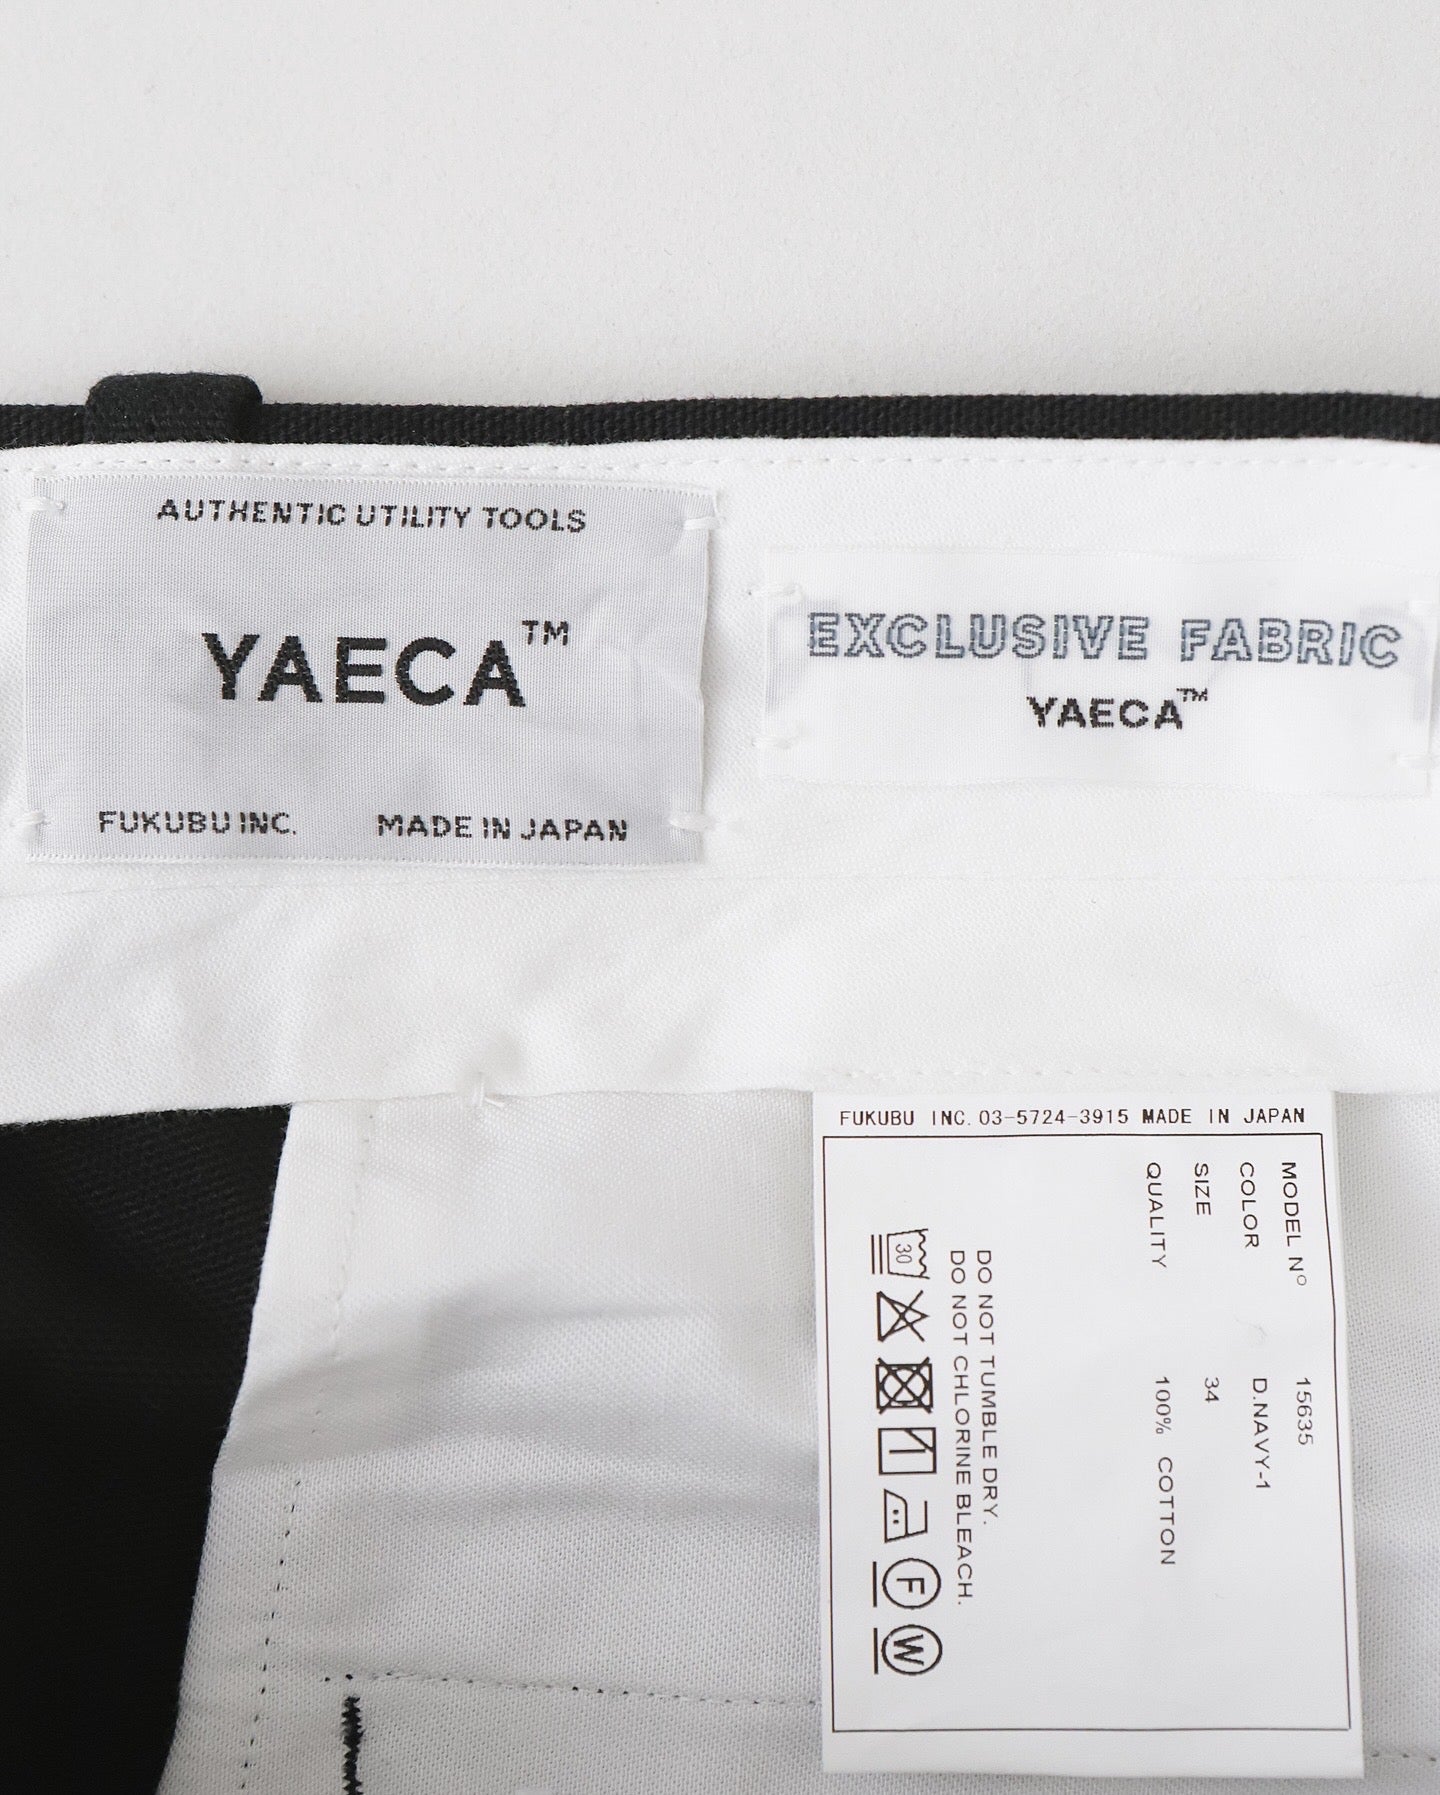 AUTHENTIC UTILITY TOOLS
YAECA™
FUKUBU INC. MADE IN JAPAN
EXCLUSIVE FABRIC
YAECA™
FUKUBU INC. 03-5724-3915 MADE IN JAPAN
MODEL Nº 15635
COLOR D.NAVY-1
SIZE 34
QUALITY 100% COTTON
DO NOT TUMBLE DRY.
DO NOT CHLORINE BLEACH.
30
F
W